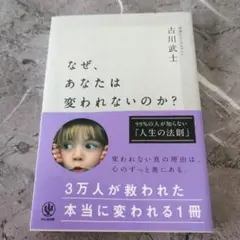 古川武士
なぜ、
あなたは
変われないのか?
99%の人が知らない
「人生の法則」
変われない真の理由は、
心のずっと奥にある。
3万人が救われた
本当に変われる1冊